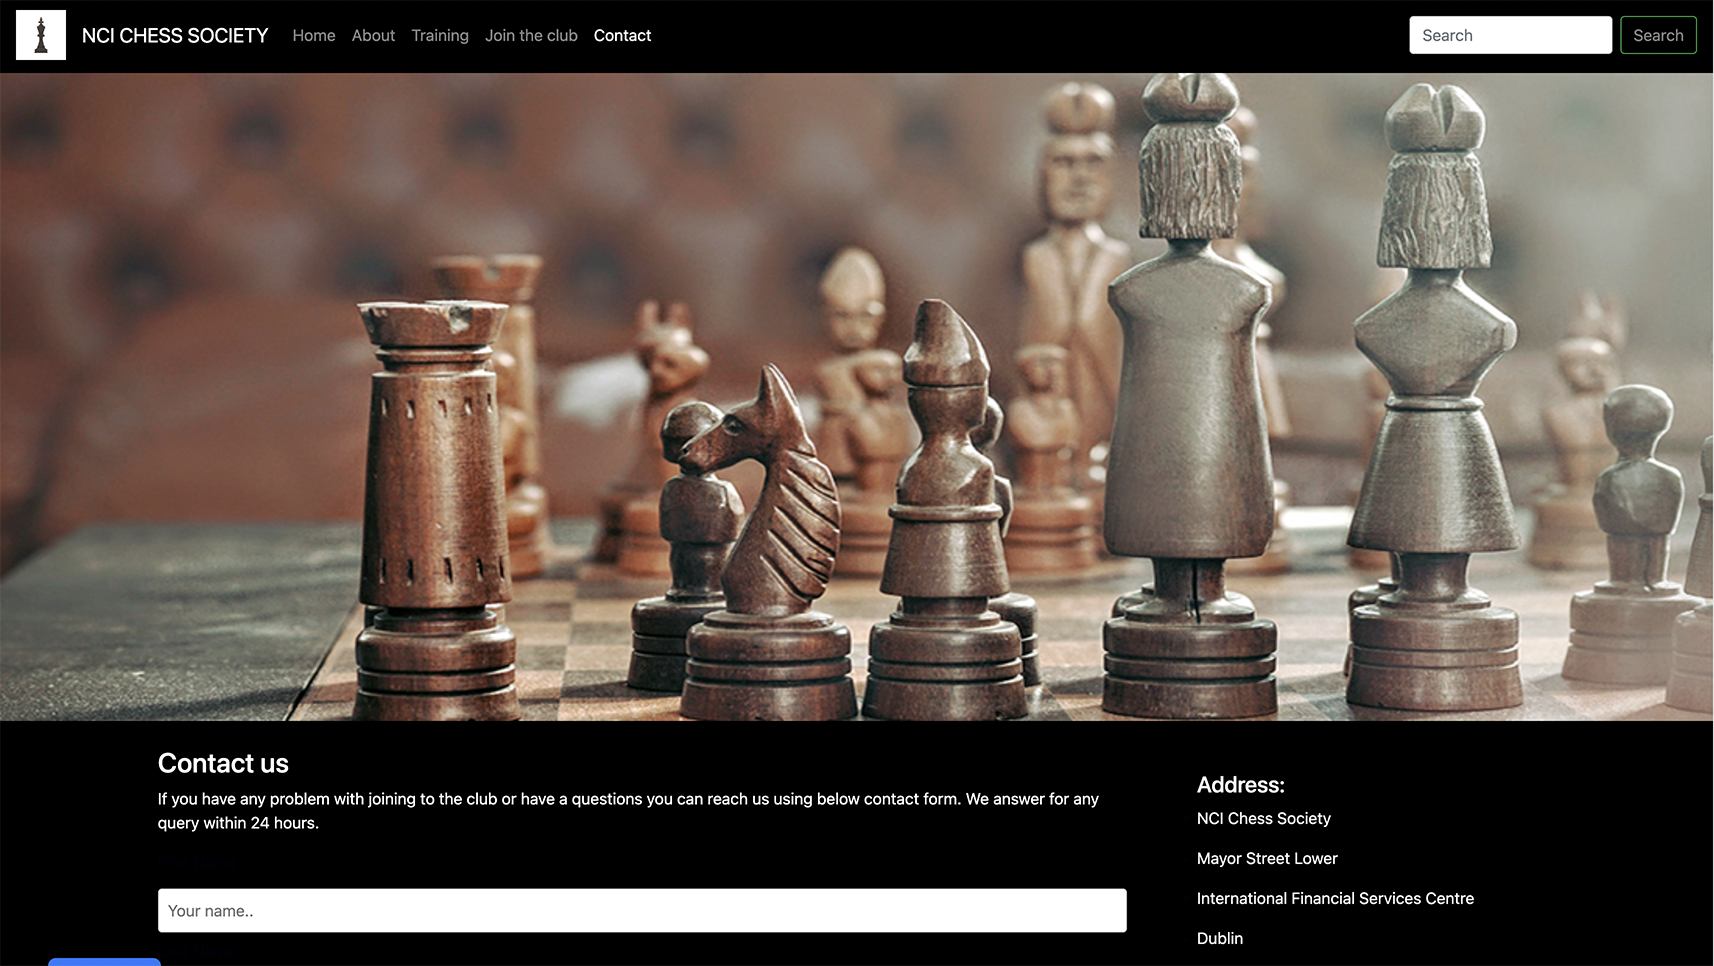 NCI CHESS SOCIETY Home About Training Join the club Contact Search Search
Contact us
If you have any problem with joining to the club or have a questions you can reach us using below contact form. We answer for any
query within 24 hours.
Your name..
Address:
NCI Chess Society
Mayor Street Lower
International Financial Services Centre
Dublin